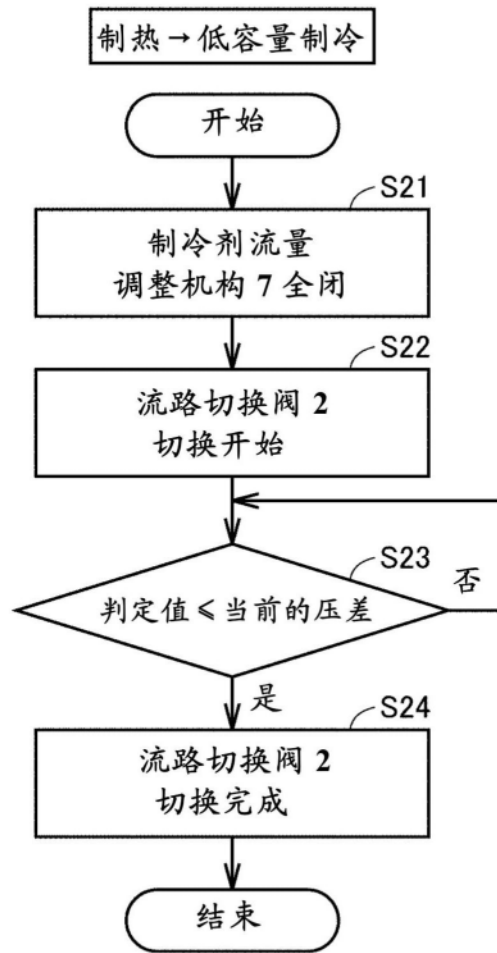 制热→低容量制冷
开始
S21
制冷剂流量
调整机构 7 全闭
S22
流路切换阀 2
切换开始
S23
判定值≤当前的压差
否
是
S24
流路切换阀 2
切换完成
结束